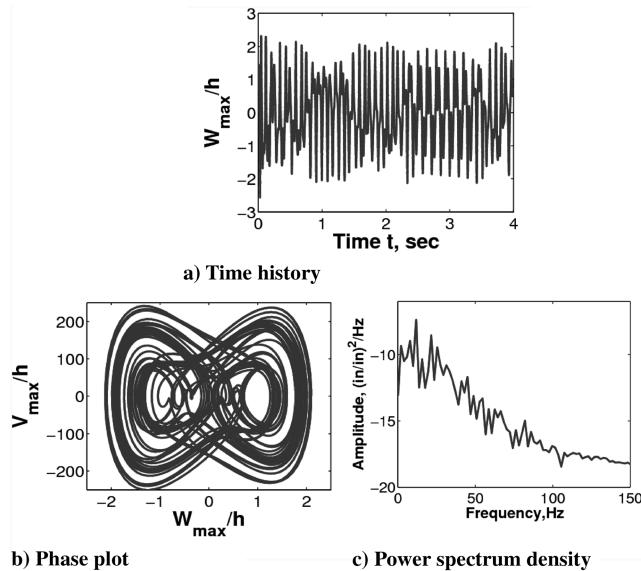 3
2
1
0
−1
−2
−3
W_max/h
0 1 2 3 4
Time t, sec
a) Time history
200
100
0
−100
−200
V_max/h
−2 −1 0 1 2
W_max/h
b) Phase plot
−10
−15
−20
Amplitude, (in/in)^2/Hz
0 50 100 150
Frequency,Hz
c) Power spectrum density